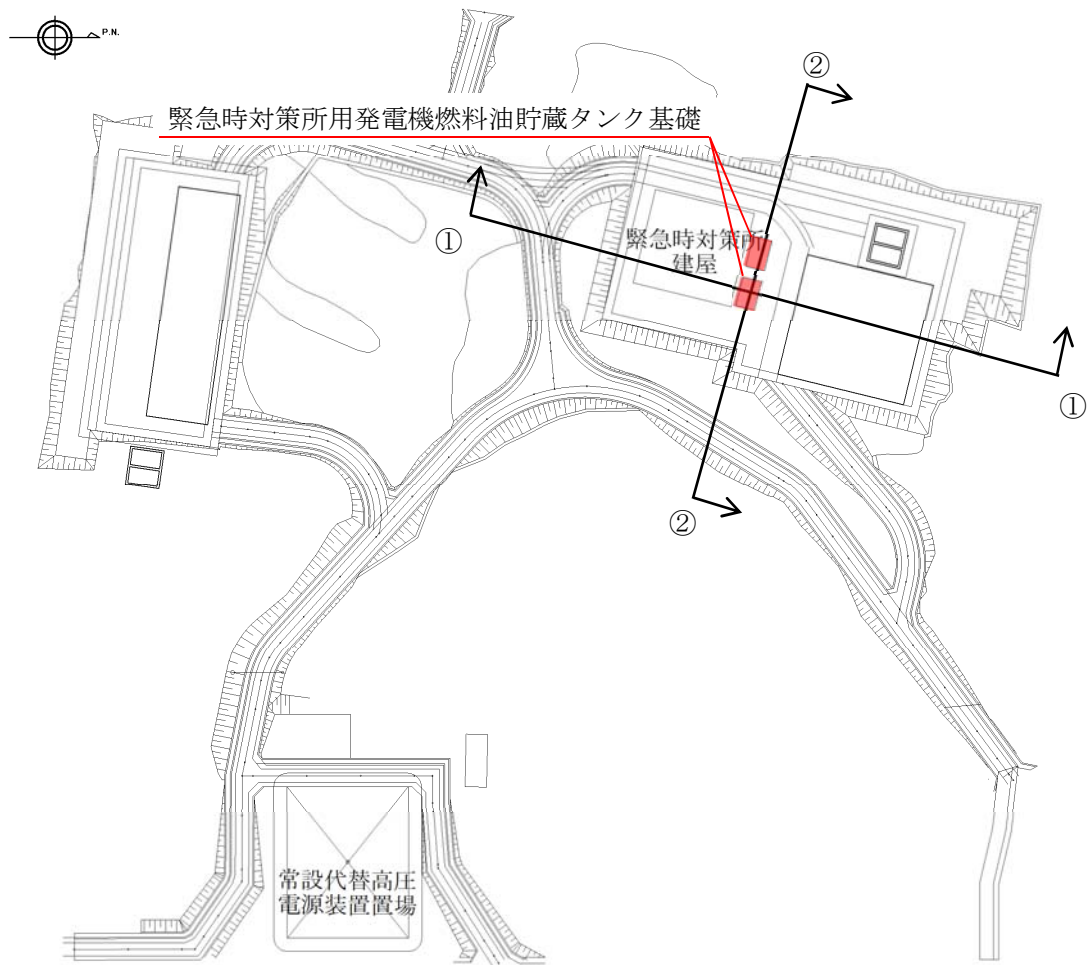 P.N.
②
緊急時対策所用発電機燃料油貯蔵タンク基礎
①
緊急時対策所
建屋
①
②
常設代替高圧
電源装置置場